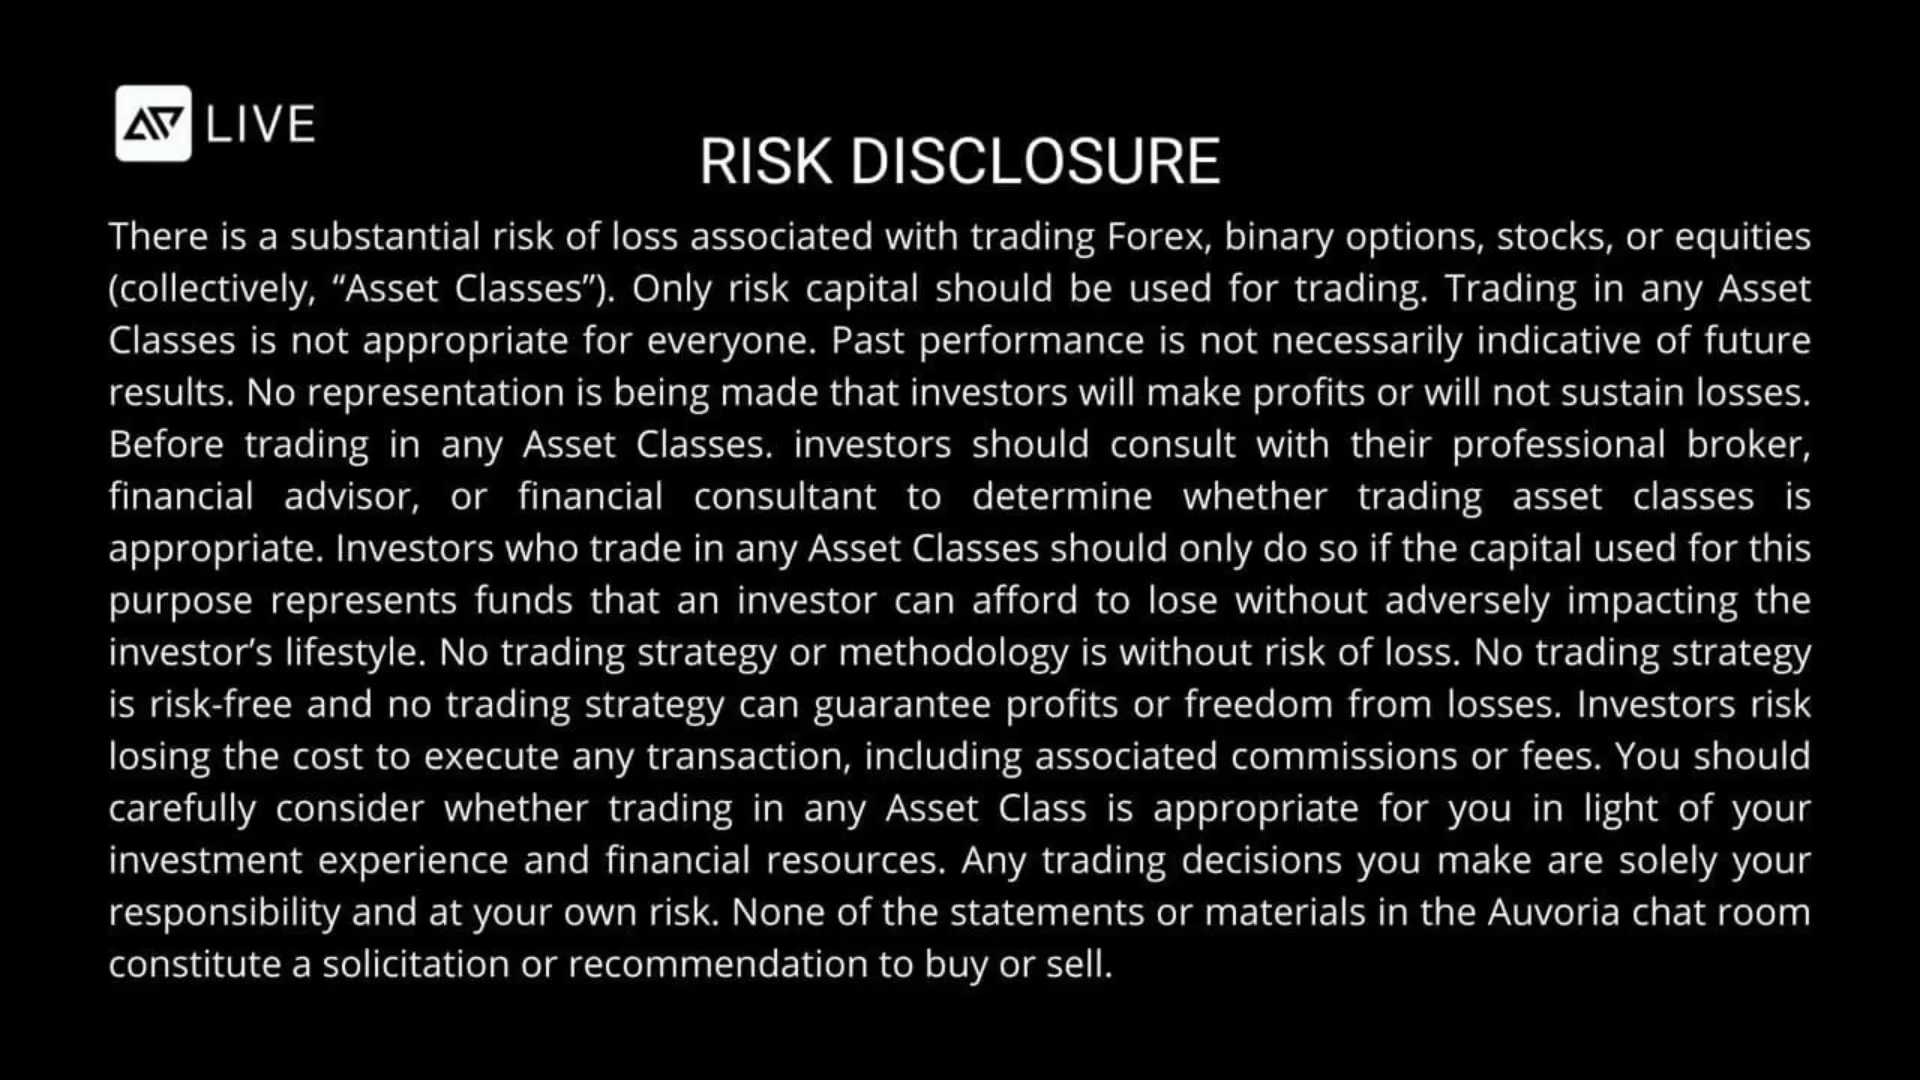 LIVE
RISK DISCLOSURE
There is a substantial risk of loss associated with trading Forex, binary options, stocks, or equities
(collectively, “Asset Classes”). Only risk capital should be used for trading. Trading in any Asset
Classes is not appropriate for everyone. Past performance is not necessarily indicative of future
results. No representation is being made that investors will make profits or will not sustain losses.
Before trading in any Asset Classes. investors should consult with their professional broker,
financial advisor, or financial consultant to determine whether trading asset classes is
appropriate. Investors who trade in any Asset Classes should only do so if the capital used for this
purpose represents funds that an investor can afford to lose without adversely impacting the
investor’s lifestyle. No trading strategy or methodology is without risk of loss. No trading strategy
is risk-free and no trading strategy can guarantee profits or freedom from losses. Investors risk
losing the cost to execute any transaction, including associated commissions or fees. You should
carefully consider whether trading in any Asset Class is appropriate for you in light of your
investment experience and financial resources. Any trading decisions you make are solely your
responsibility and at your own risk. None of the statements or materials in the Auvoria chat room
constitute a solicitation or recommendation to buy or sell.